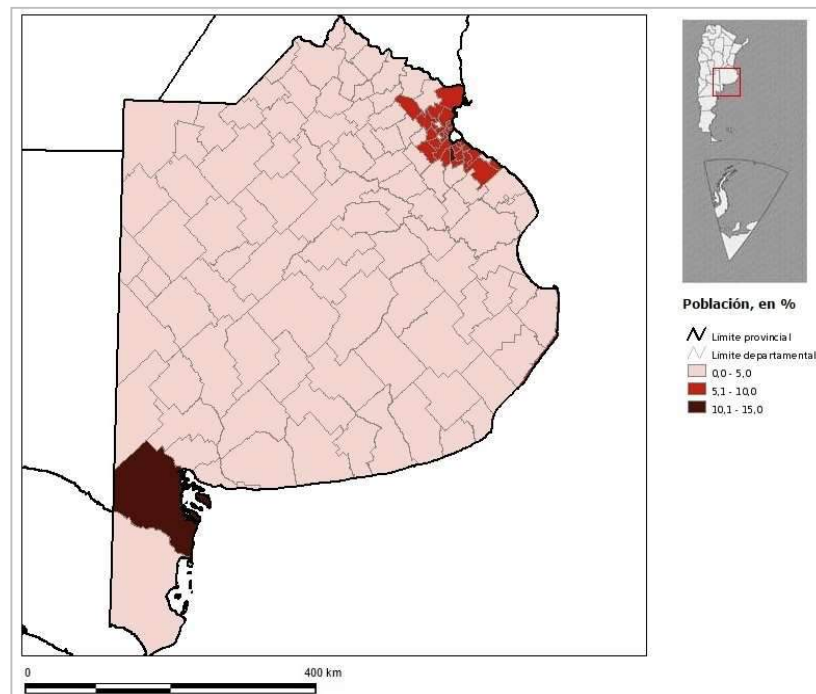 Población, en %
Límite provincial
Límite departamental
0,0 - 5,0
5,1 - 10,0
10,1 - 15,0
0 400 km